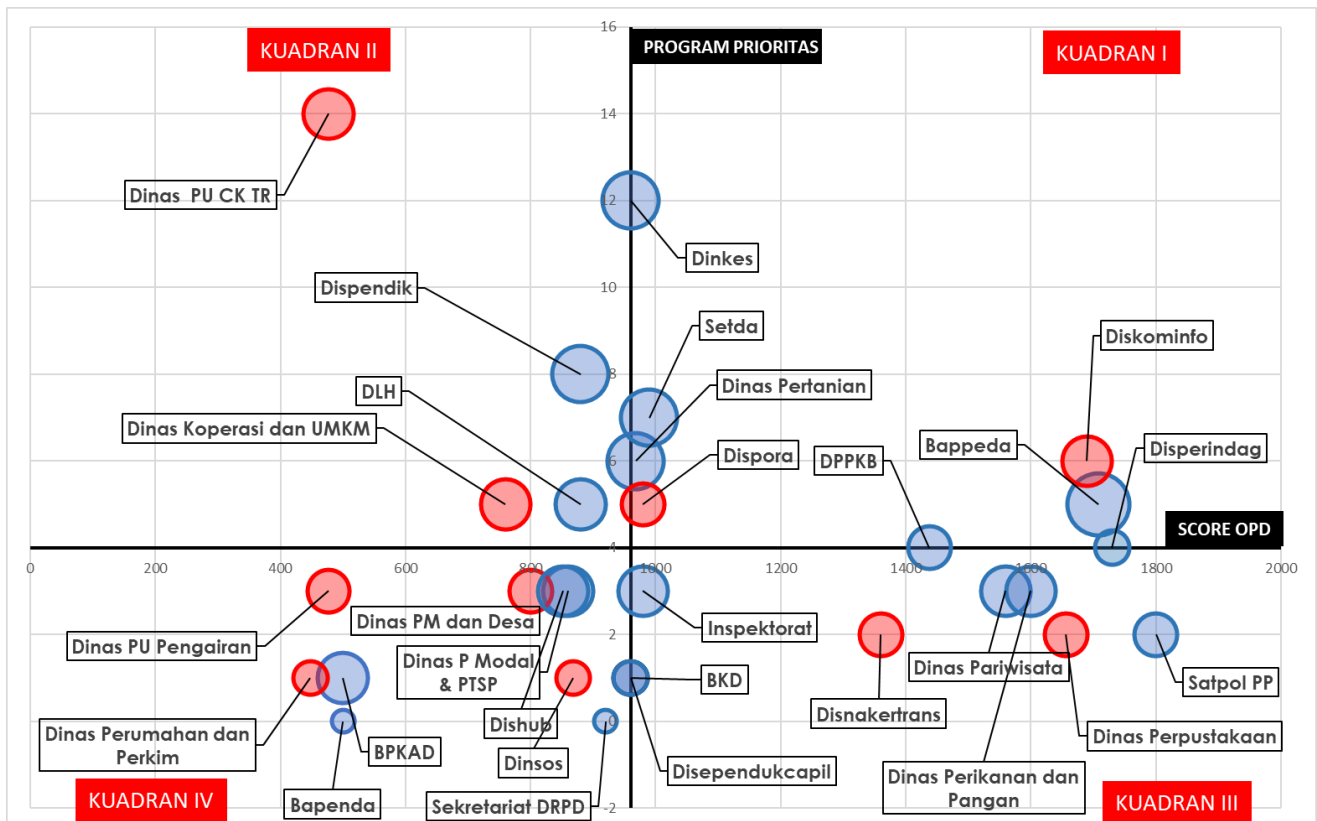 16
KUADRAN II
PROGRAM PRIORITAS
KUADRAN I
14
Dinas  PU CK TR
12
Dinkes
Dispendik
10
Setda
Diskominfo
DLH
8
Dinas Pertanian
Dinas Koperasi dan UMKM
6
Dispora
DPPKB
Bappeda
Disperindag
SCORE OPD
4
0
200
400
600
800
1000
1200
1400
1600
1800
2000
Dinas PU Pengairan
Dinas PM dan Desa
Inspektorat
2
Dinas P Modal
& PTSP
Dinas Pariwisata
Disnakertrans
Satpol PP
BKD
Dishub
0
Dinas Perumahan dan
Perkim
BPKAD
Dinsos
Disependukcapil
Dinas Perpustakaan
Dinas Perikanan dan
Pangan
KUADRAN IV
Bapenda
Sekretariat DRPD
-2
KUADRAN III